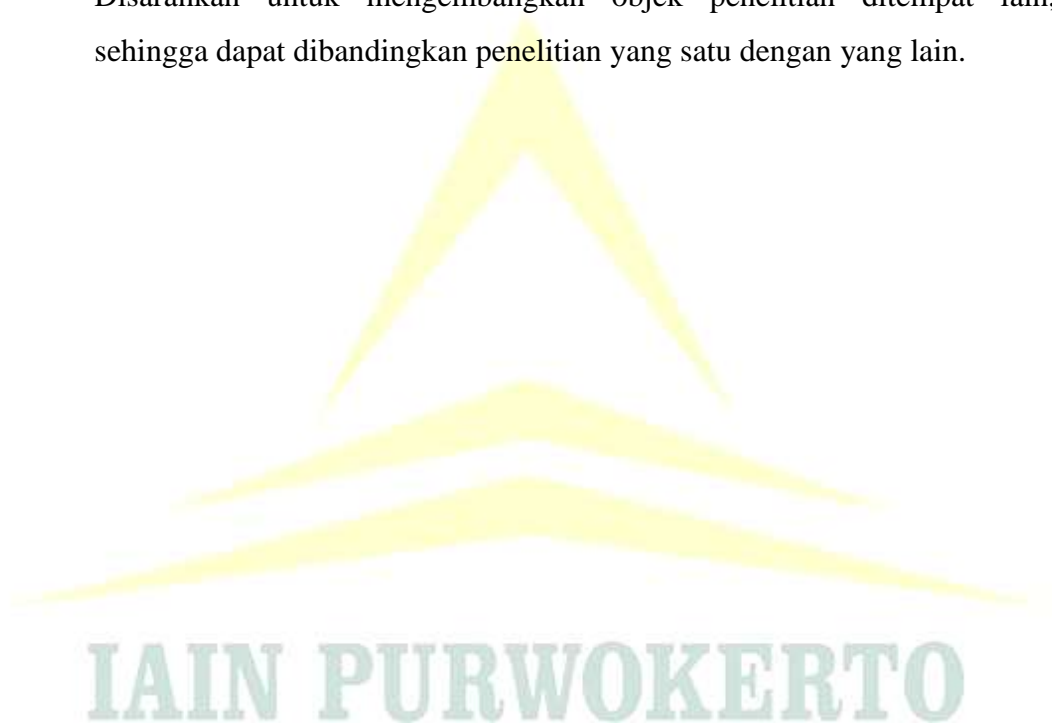 Disarankan untuk mengembangkan objek penelitian ditempat lain,
sehingga dapat dibandingkan penelitian yang satu dengan yang lain.
IAIN PURWOKERTO